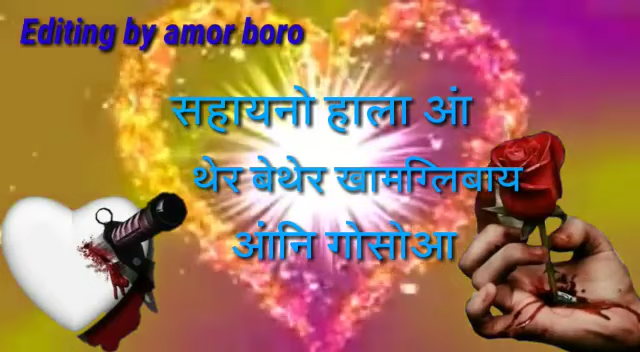 Editing by amor boro
सहायनो हाला आं
थेर बेथेर खामग्लिबाय
आंनि गोसोआ